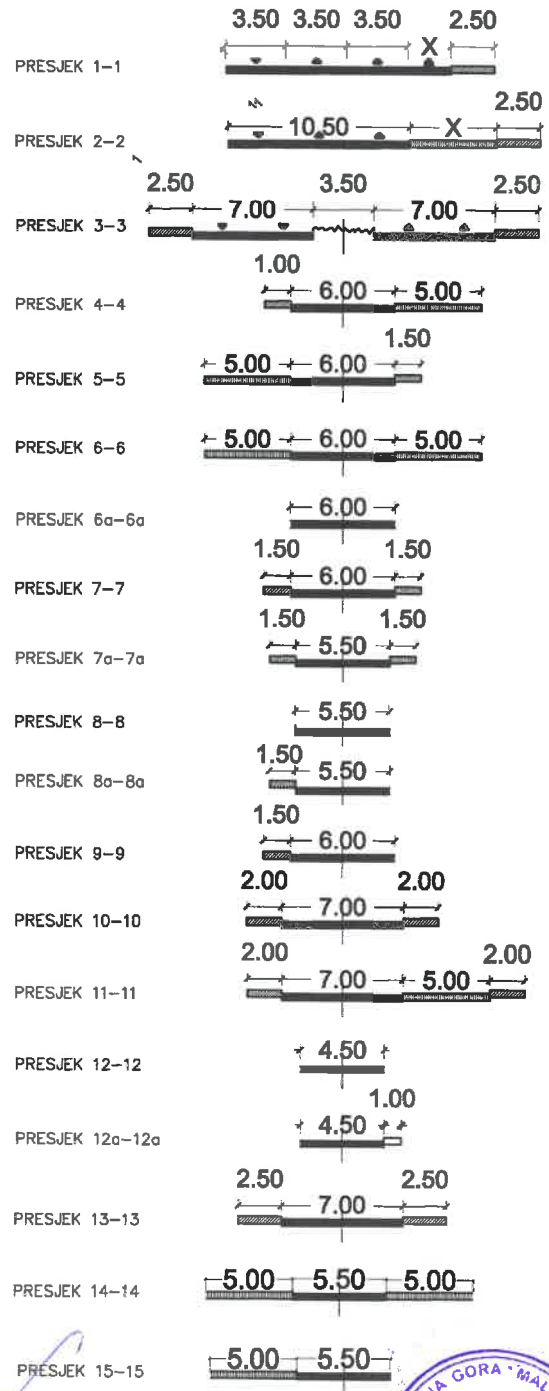 3.50 3.50 3.50 X 2.50
PRESJEK 1-1
2.50
10.50 X
PRESJEK 2-2
2.50 7.00 3.50 7.00 2.50
PRESJEK 3-3
1.00
6.00 5.00
PRESJEK 4-4
1.50
5.00 6.00
PRESJEK 5-5
5.00 6.00 5.00
PRESJEK 6-6
6.00
PRESJEK 6a-6a
1.50 6.00 1.50
PRESJEK 7-7
1.50 5.50 1.50
PRESJEK 7a-7a
5.50
PRESJEK 8-8
1.50 5.50
PRESJEK 8a-8a
1.50 6.00
PRESJEK 9-9
2.00 7.00 2.00
PRESJEK 10-10
2.00 7.00 5.00 2.00
PRESJEK 11-11
4.50
PRESJEK 12-12
1.00
4.50
PRESJEK 12a-12a
2.50 7.00 2.50
PRESJEK 13-13
5.00 5.50 5.00
PRESJEK 14-14
5.00 5.50
PRESJEK 15-15
GORA